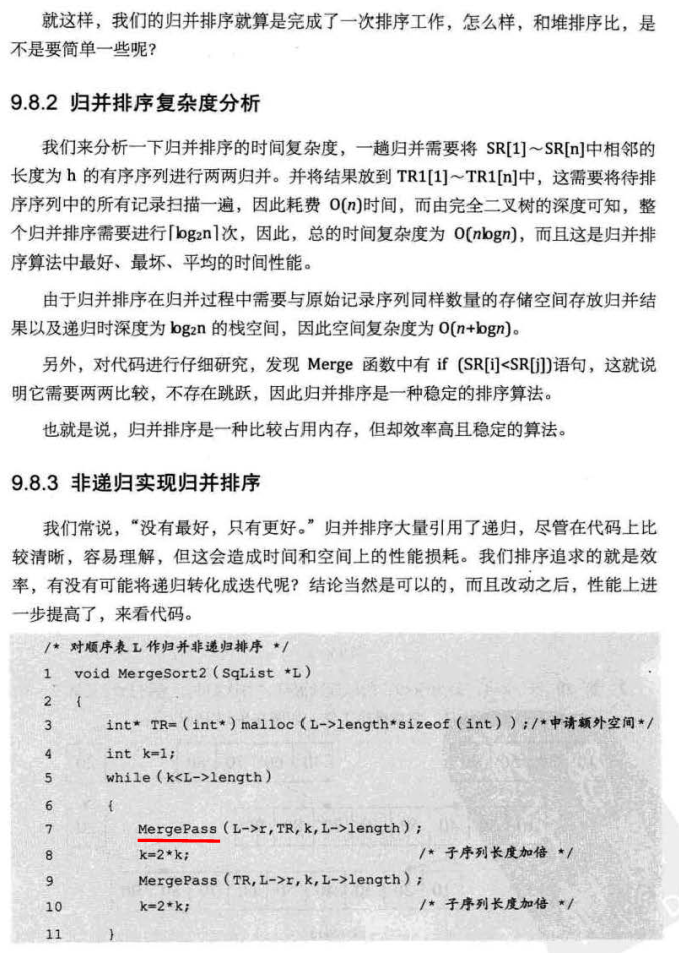 就这样，我们的归并排序就算是完成了一次排序工作，怎么样，和堆排序比，是
不是要简单一些呢？
9.8.2 归并排序复杂度分析
我们来分析一下归并排序的时间复杂度，一趟归并需要将 SR[1]～SR[n]中相邻的
长度为 h 的有序序列进行两两归并。并将结果放到 TR1[1]～TR1[n]中，这需要将待排
序序列中的所有记录扫描一遍，因此耗费 O(n)时间，而由完全二叉树的深度可知，整
个归并排序需要进行⌈log₂n⌉次，因此，总的时间复杂度为 O(nlogn)，而且这是归并排
序算法中最好、最坏、平均的时间性能。
由于归并排序在归并过程中需要与原始记录序列同样数量的存储空间存放归并结
果以及递归时深度为 log₂n 的栈空间，因此空间复杂度为 O(n+logn)。
另外，对代码进行仔细研究，发现 Merge 函数中有 if (SR[i]<SR[j])语句，这就说
明它需要两两比较，不存在跳跃，因此归并排序是一种稳定的排序算法。
也就是说，归并排序是一种比较占用内存，但却效率高且稳定的算法。
9.8.3 非递归实现归并排序
我们常说，“没有最好，只有更好。”归并排序大量引用了递归，尽管在代码上比
较清晰，容易理解，但这会造成时间和空间上的性能损耗。我们排序追求的就是效
率，有没有可能将递归转化成迭代呢？结论当然是可以的，而且改动之后，性能上进
一步提高了，来看代码。
/* 对顺序表 L 作归并非递归排序 */
1 void MergeSort2(SqList *L)
2 {
3 int* TR=(int*)malloc(L->length*sizeof(int));/*申请额外空间*/
4 int k=1;
5 while(k<L->length)
6 {
7 MergePass(L->r,TR,k,L->length);
8 k=2*k; /* 子序列长度加倍 */
9 MergePass(TR,L->r,k,L->length);
10 k=2*k; /* 子序列长度加倍 */
11 }